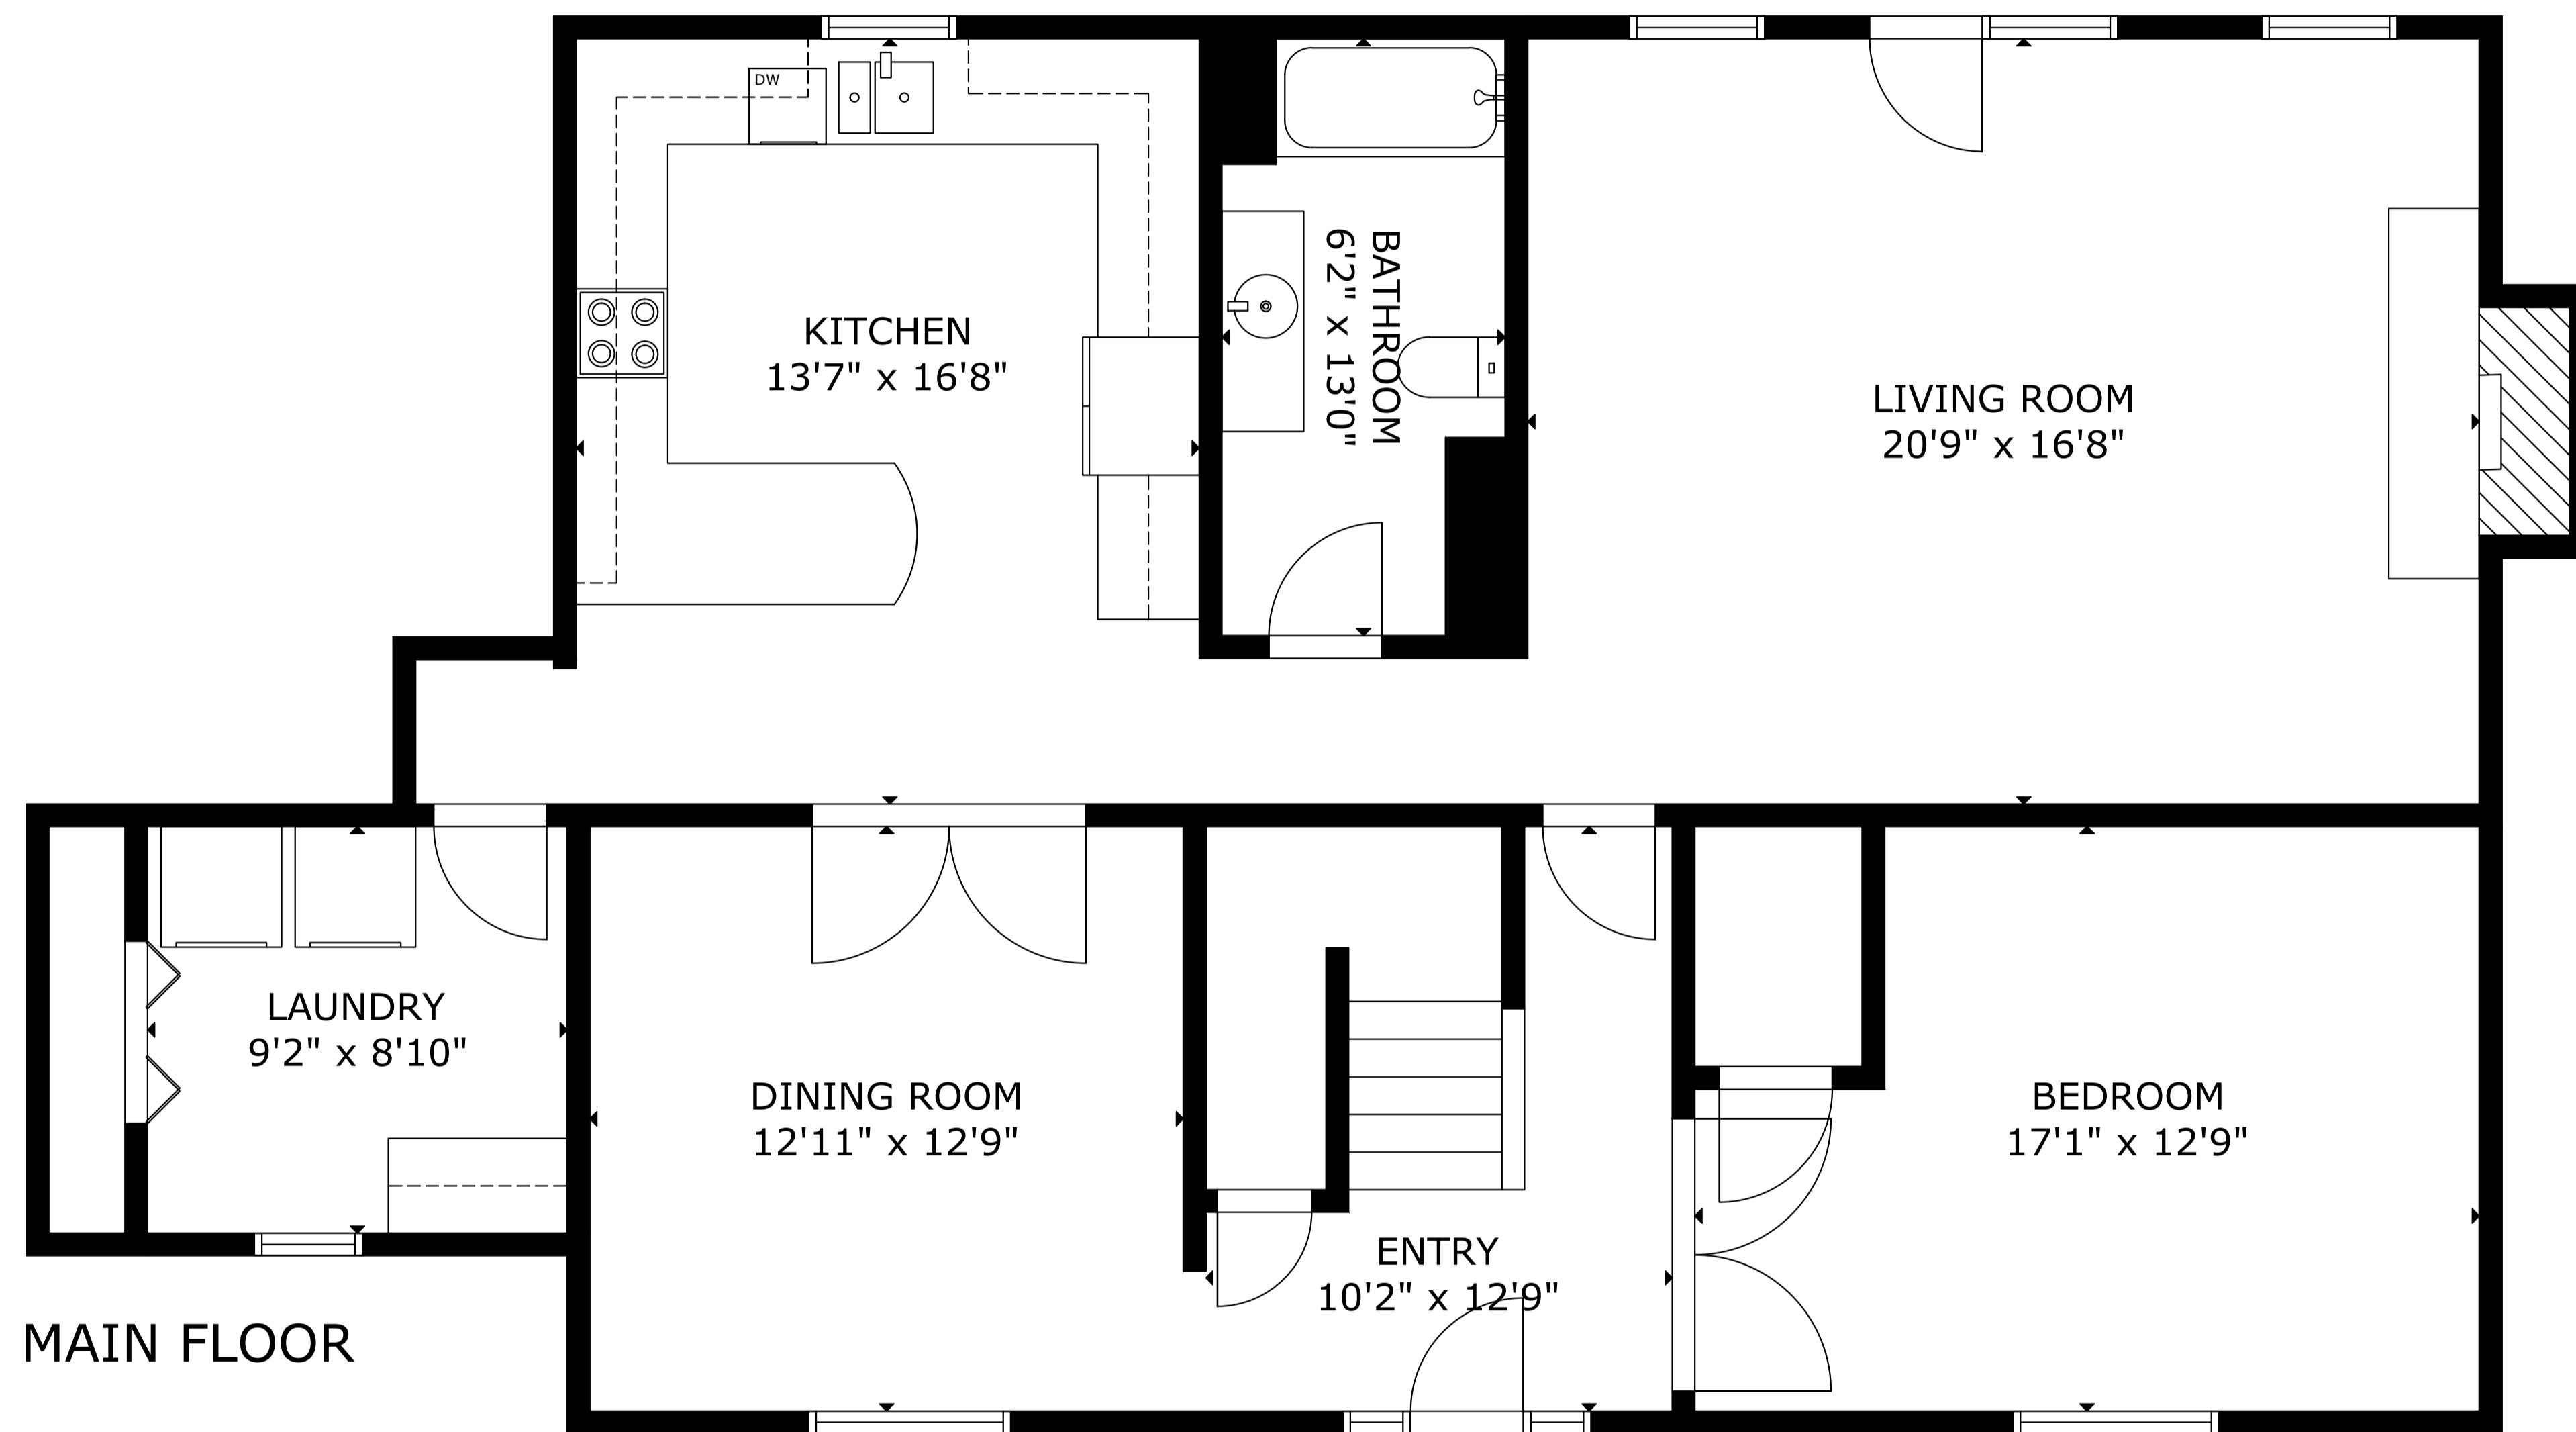 DW
KITCHEN
13'7" x 16'8"
BATHROOM
6'2" x 13'0"
LIVING ROOM
20'9" x 16'8"
LAUNDRY
9'2" x 8'10"
DINING ROOM
12'11" x 12'9"
ENTRY
10'2" x 12'9"
BEDROOM
17'1" x 12'9"
MAIN FLOOR